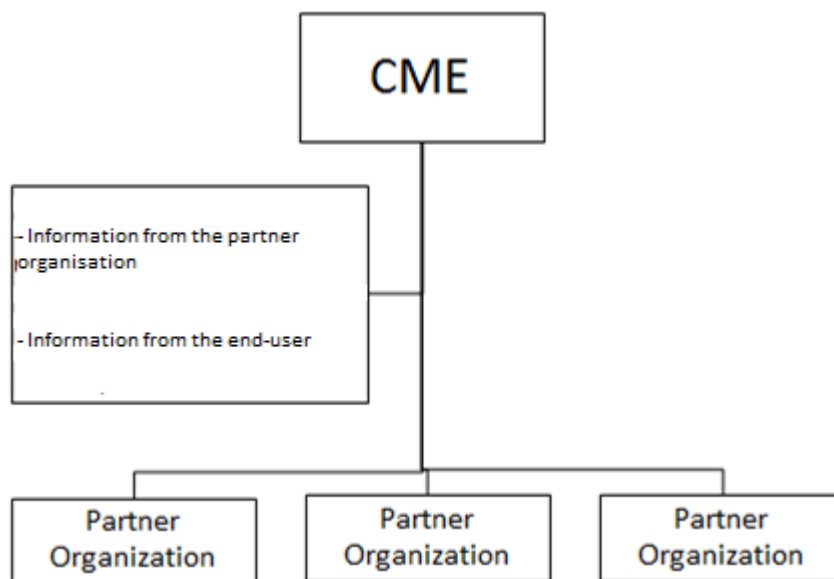 CME
- Information from the partner
organisation
- Information from the end-user
Partner
Organization
Partner
Organization
Partner
Organization